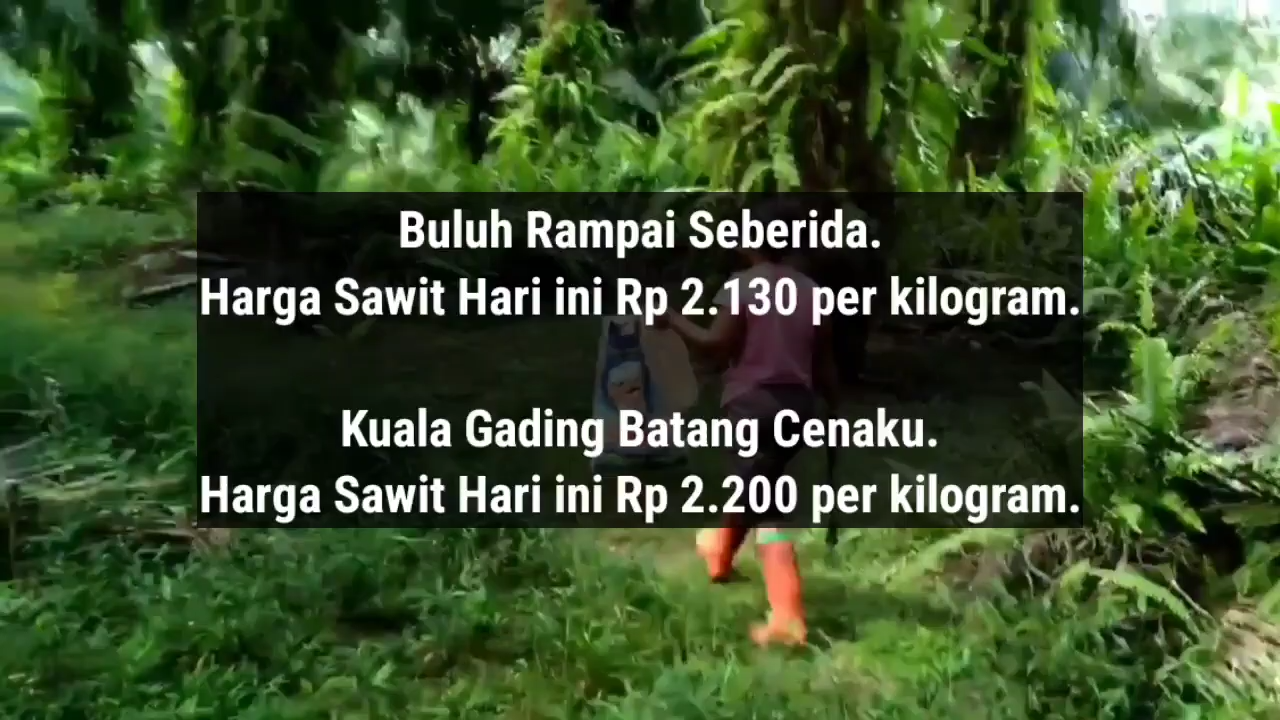 Buluh Rampai Seberida.
Harga Sawit Hari ini Rp 2.130 per kilogram.
Kuala Gading Batang Cenaku.
Harga Sawit Hari ini Rp 2.200 per kilogram.